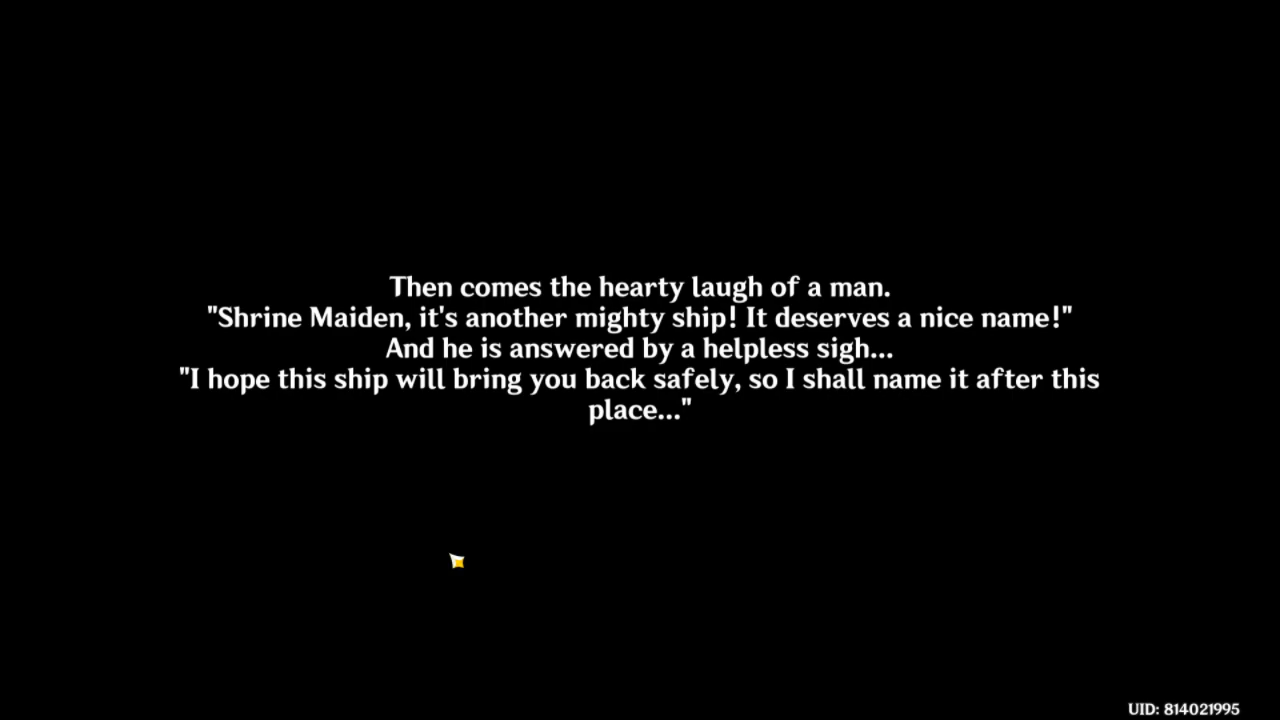 Then comes the hearty laugh of a man.
"Shrine Maiden, it's another mighty ship! It deserves a nice name!"
And he is answered by a helpless sigh...
"I hope this ship will bring you back safely, so I shall name it after this
place..."
UID: 814021995